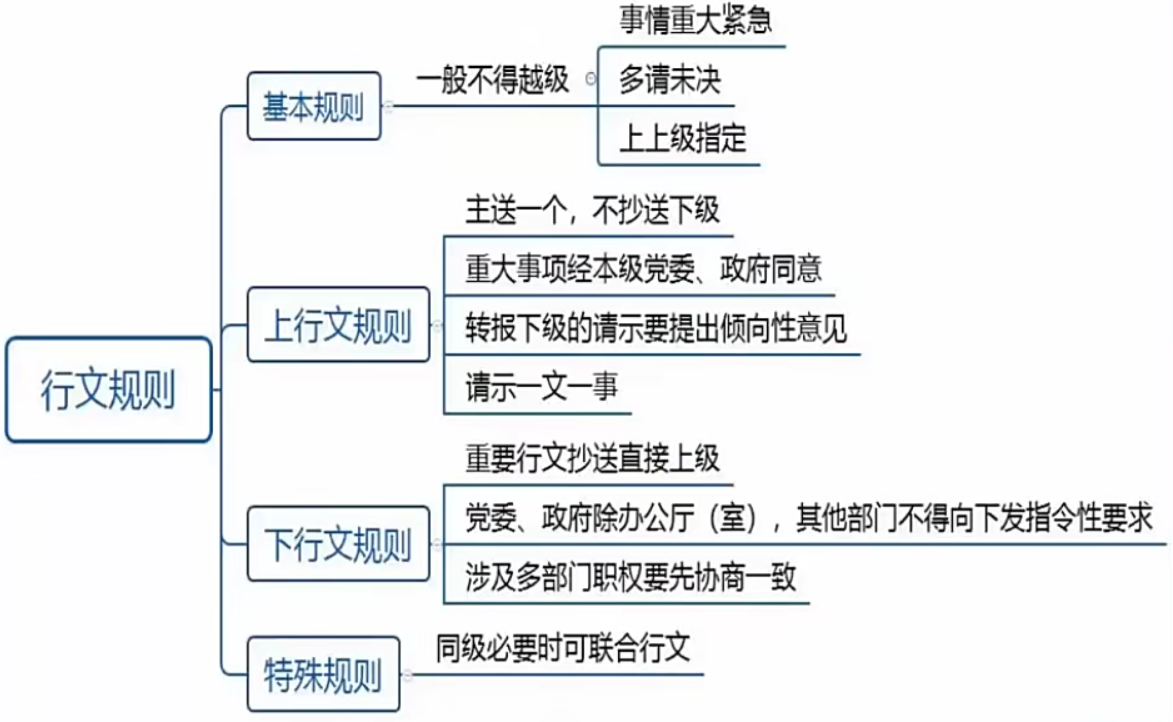 行文规则
基本规则
一般不得越级
事情重大紧急
多请未决
上上级指定
上行文规则
主送一个，不抄送下级
重大事项经本级党委、政府同意
转报下级的请示要提出倾向性意见
请示一文一事
下行文规则
重要行文抄送直接上级
党委、政府除办公厅（室），其他部门不得向下发指令性要求
涉及多部门职权要先协商一致
特殊规则
同级必要时可联合行文